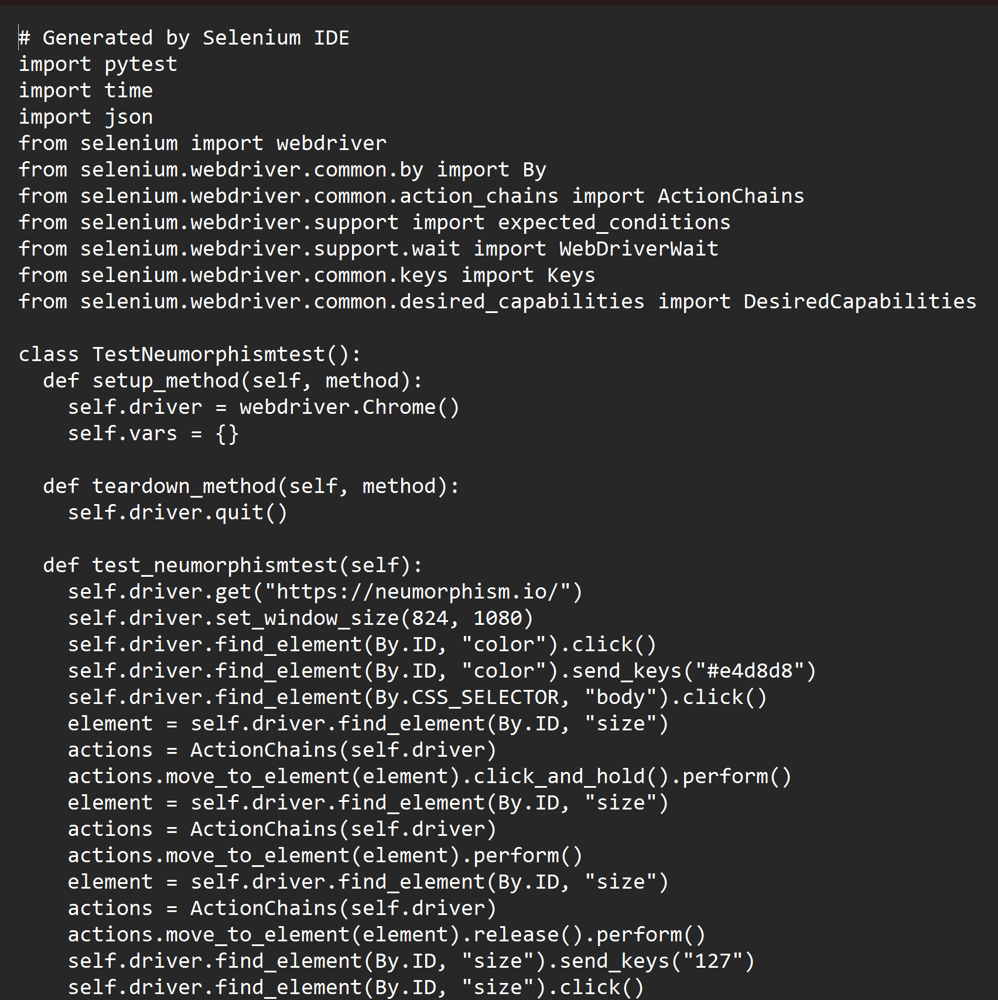 # Generated by Selenium IDE
import pytest
import time
import json
from selenium import webdriver
from selenium.webdriver.common.by import By
from selenium.webdriver.common.action_chains import ActionChains
from selenium.webdriver.support import expected_conditions
from selenium.webdriver.support.wait import WebDriverWait
from selenium.webdriver.common.keys import Keys
from selenium.webdriver.common.desired_capabilities import DesiredCapabilities

class TestNeumorphismtest():
  def setup_method(self, method):
    self.driver = webdriver.Chrome()
    self.vars = {}

  def teardown_method(self, method):
    self.driver.quit()

  def test_neumorphismtest(self):
    self.driver.get("https://neumorphism.io/")
    self.driver.set_window_size(824, 1080)
    self.driver.find_element(By.ID, "color").click()
    self.driver.find_element(By.ID, "color").send_keys("#e4d8d8")
    self.driver.find_element(By.CSS_SELECTOR, "body").click()
    element = self.driver.find_element(By.ID, "size")
    actions = ActionChains(self.driver)
    actions.move_to_element(element).click_and_hold().perform()
    element = self.driver.find_element(By.ID, "size")
    actions = ActionChains(self.driver)
    actions.move_to_element(element).perform()
    element = self.driver.find_element(By.ID, "size")
    actions = ActionChains(self.driver)
    actions.move_to_element(element).release().perform()
    self.driver.find_element(By.ID, "size").send_keys("127")
    self.driver.find_element(By.ID, "size").click()